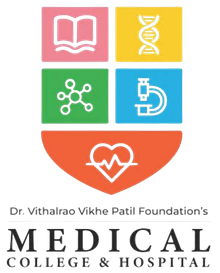 Dr. Vithalrao Vikhe Patil Foundation's
MEDICAL
COLLEGE & HOSPITAL